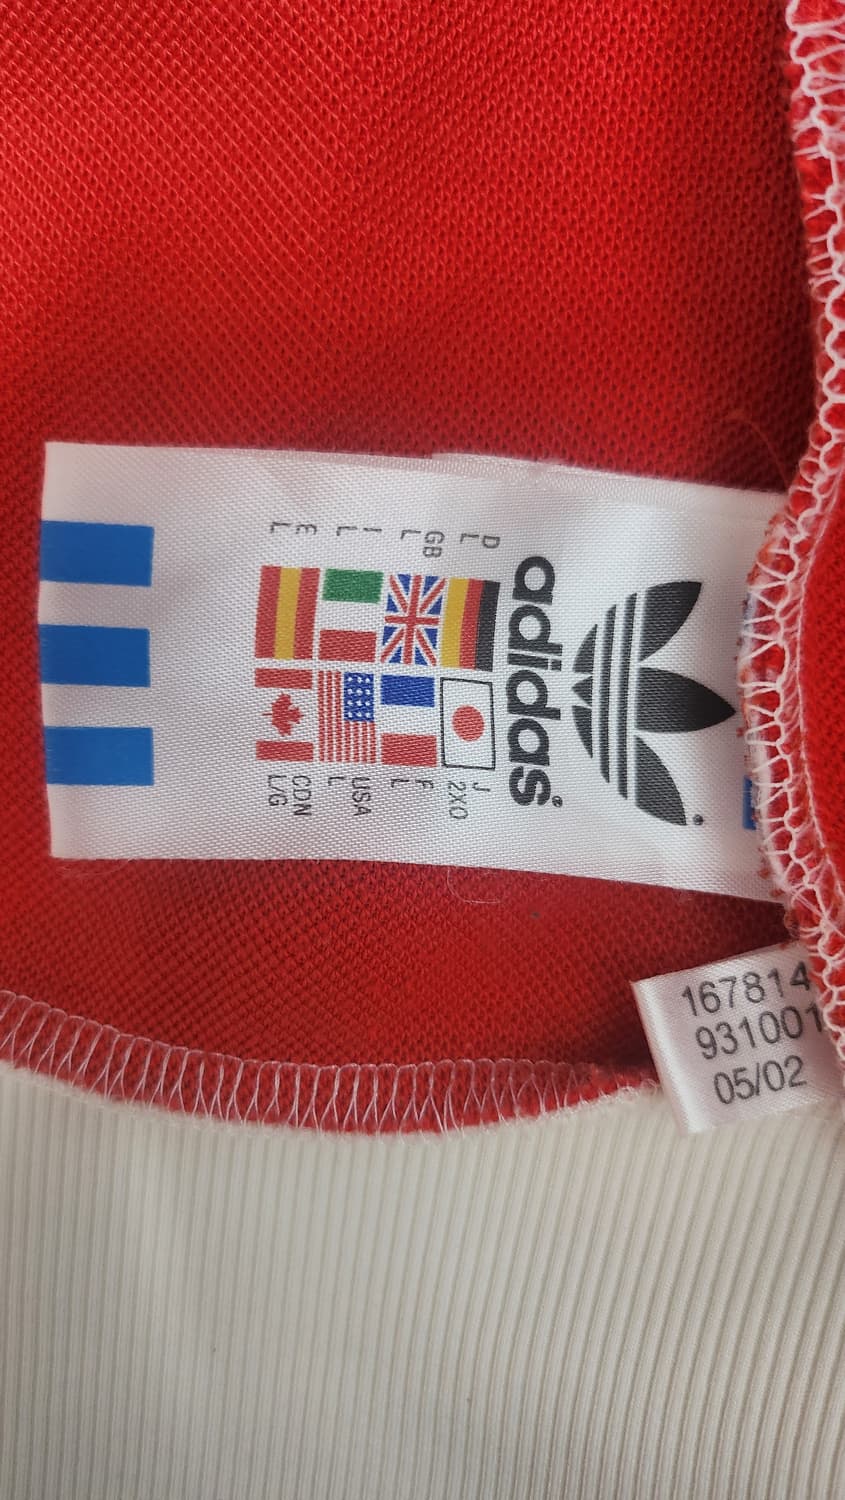 adidas
D
L
J
2XO
GB
L
F
L
I
L
USA
L
E
L
CDN
L/G
167814
931001
05/02